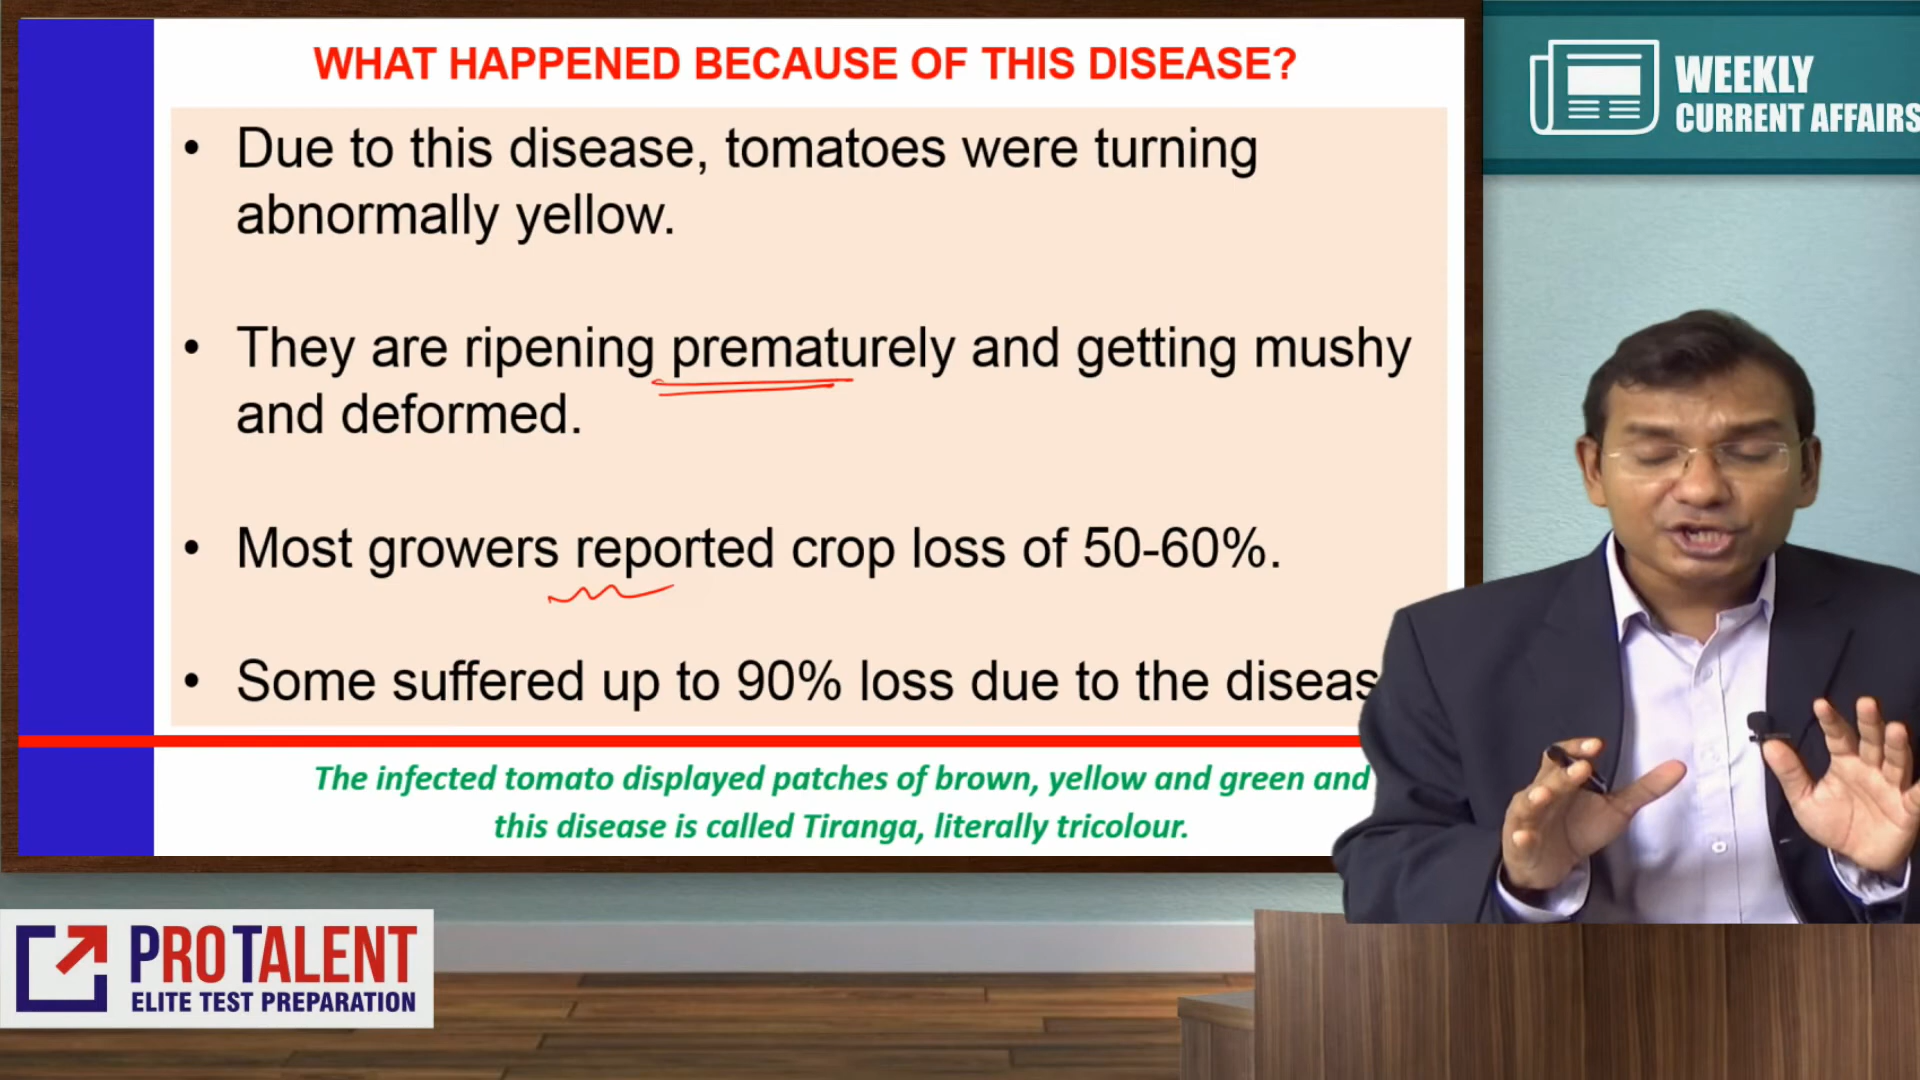 WHAT HAPPENED BECAUSE OF THIS DISEASE?
• Due to this disease, tomatoes were turning
abnormally yellow.
• They are ripening prematurely and getting mushy
and deformed.
• Most growers reported crop loss of 50-60%.
• Some suffered up to 90% loss due to the diseas
The infected tomato displayed patches of brown, yellow and green and
this disease is called Tiranga, literally tricolour.
WEEKLY
CURRENT AFFAIRS
PRO TALENT
ELITE TEST PREPARATION